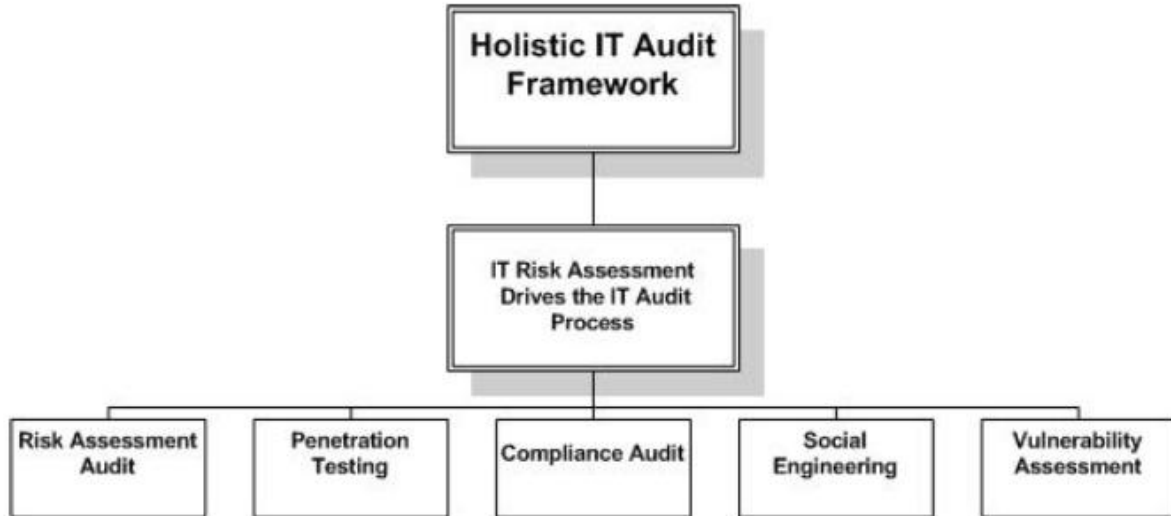 Holistic IT Audit
Framework
IT Risk Assessment
Drives the IT Audit
Process
Risk Assessment
Audit
Penetration
Testing
Compliance Audit
Social
Engineering
Vulnerability
Assessment